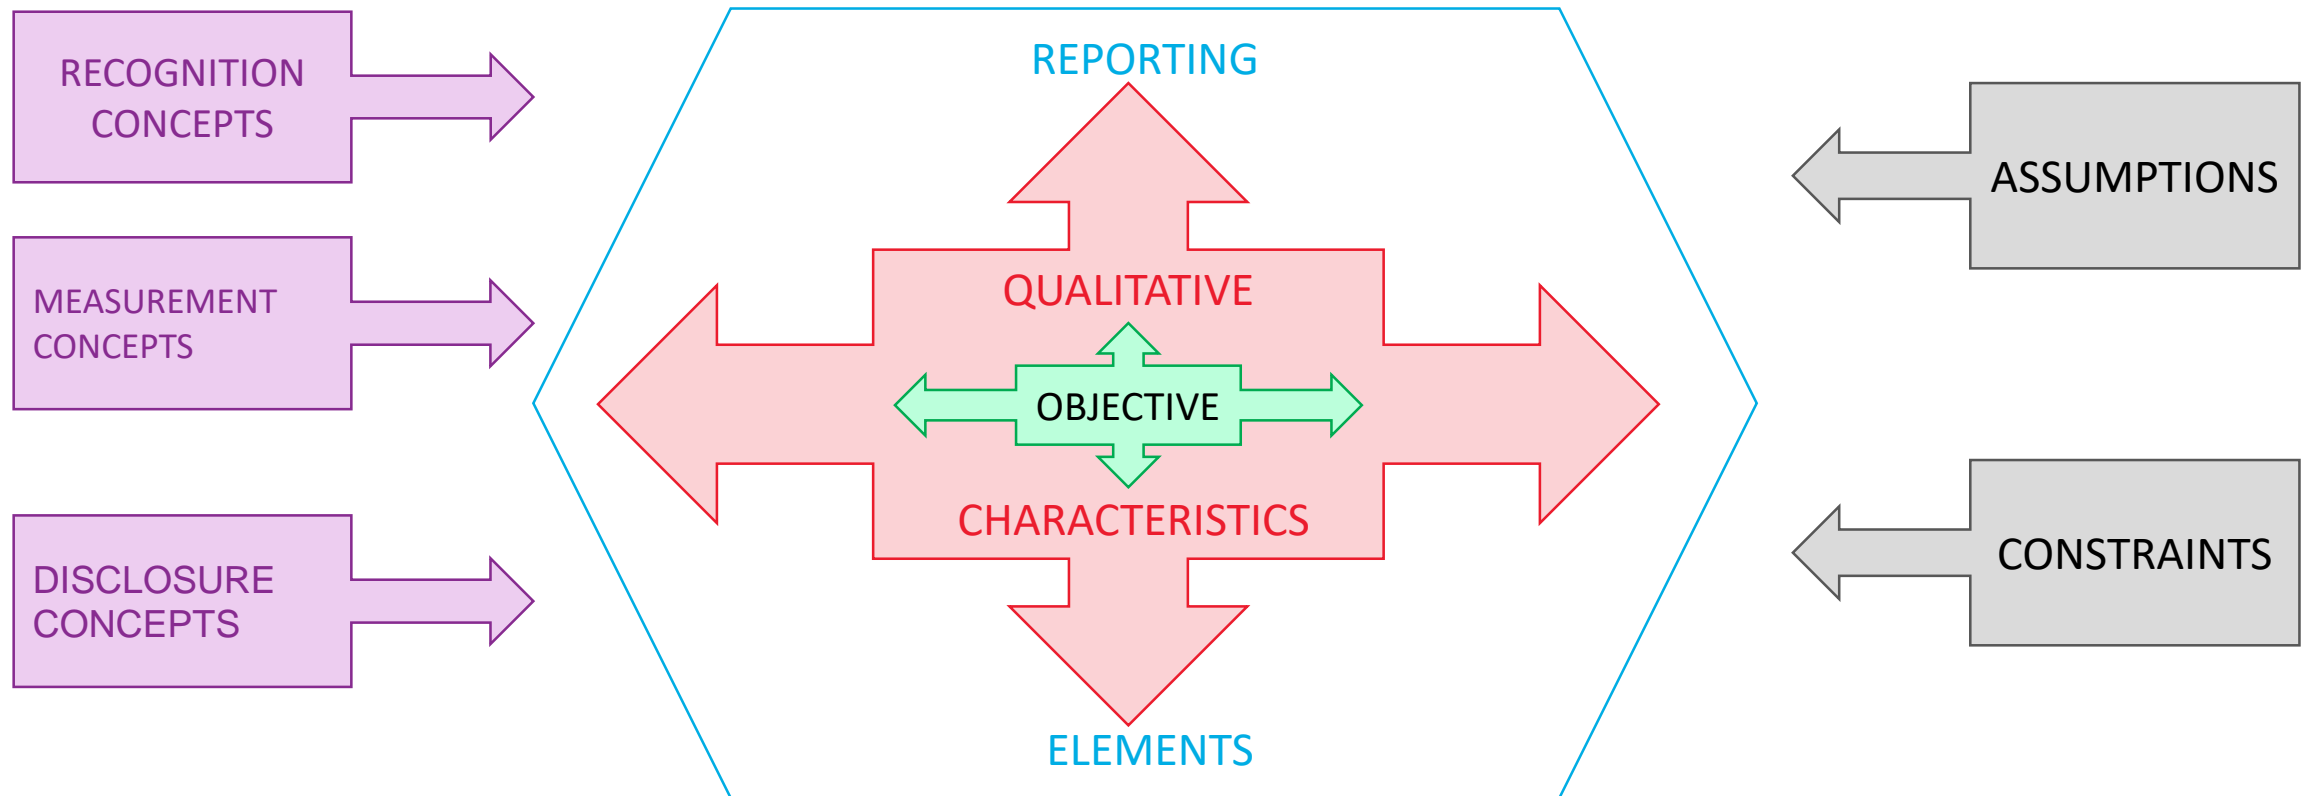 RECOGNITION
CONCEPTS
MEASUREMENT
CONCEPTS
DISCLOSURE
CONCEPTS
REPORTING
QUALITATIVE
OBJECTIVE
CHARACTERISTICS
ELEMENTS
ASSUMPTIONS
CONSTRAINTS